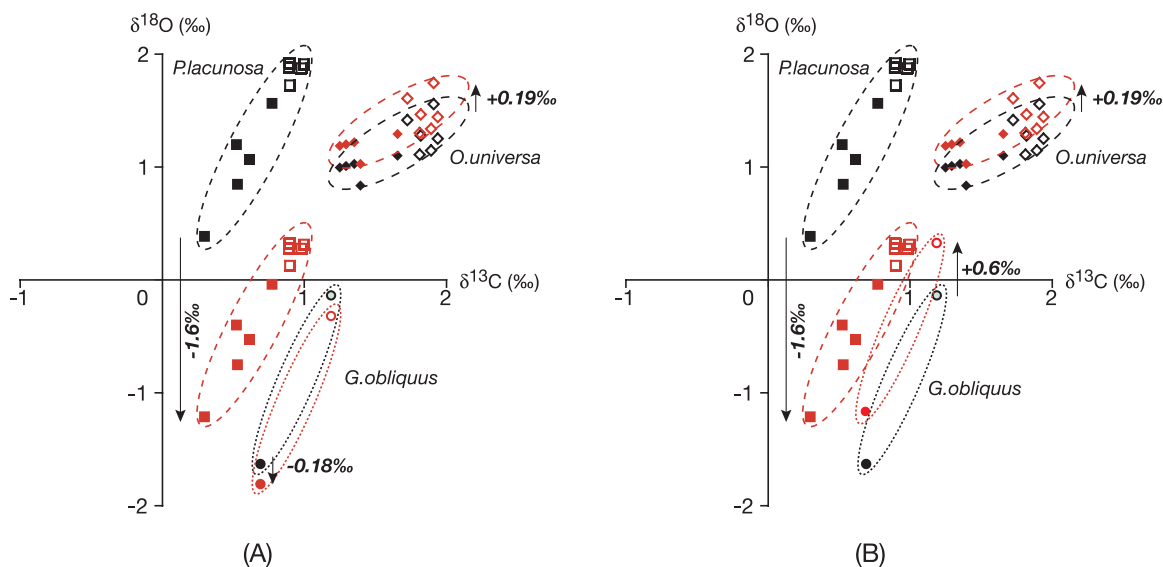 δ18O (‰)
2
P.lacunosa
+0.19‰
O.universa
1
δ13C (‰)
-1
0
1
2
-1.6‰
G.obliquus
-1
-0.18‰
-2
(A)
δ18O (‰)
2
P.lacunosa
+0.19‰
O.universa
1
δ13C (‰)
+0.6‰
-1
0
1
2
-1.6‰
G.obliquus
-1
-2
(B)